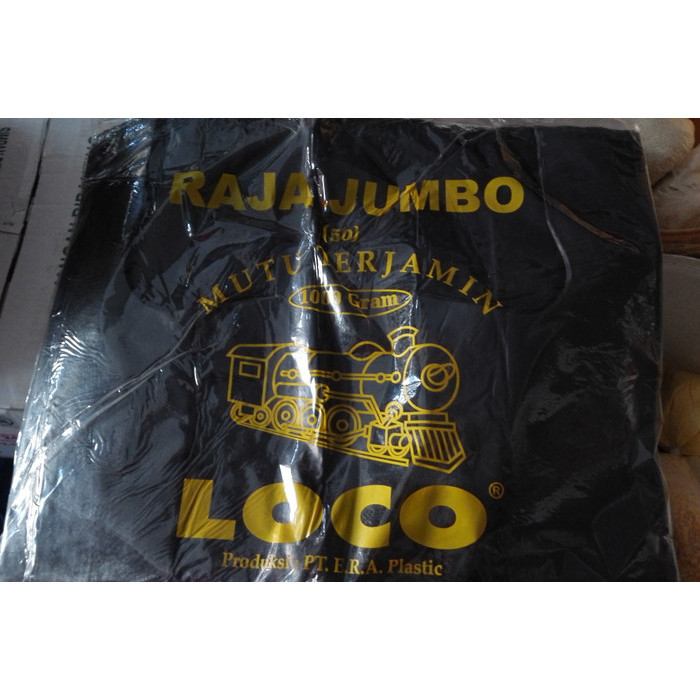 RAJA JUMBO
(50)
MUTU TERJAMIN
1000 Gram
LOCO ®
Produksi : PT. E.R.A. Plastic